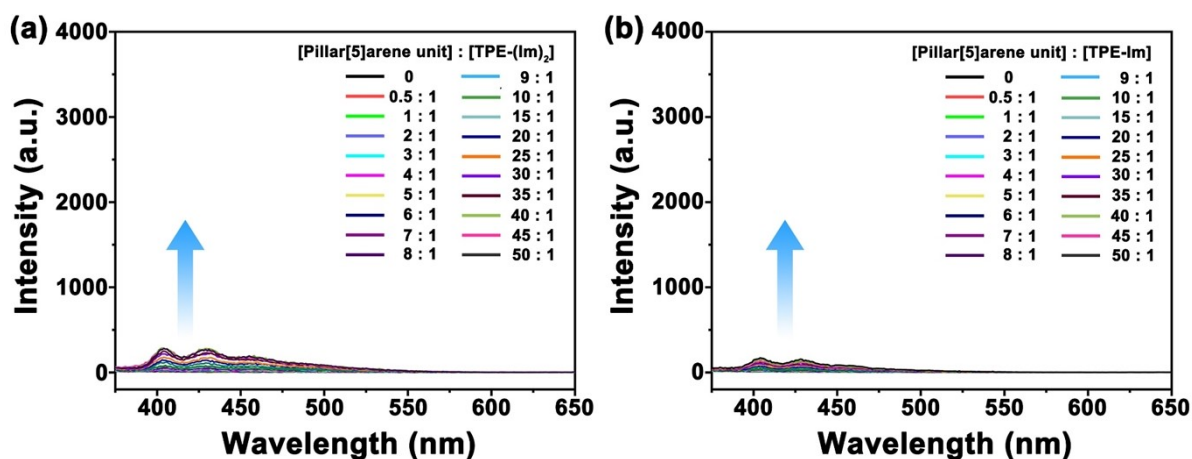 (a)
4000
3000
2000
1000
0
Intensity (a.u.)
[Pillar[5]arene unit] : [TPE-(Im)₂]
0 9 : 1
0.5 : 1 10 : 1
1 : 1 15 : 1
2 : 1 20 : 1
3 : 1 25 : 1
4 : 1 30 : 1
5 : 1 35 : 1
6 : 1 40 : 1
7 : 1 45 : 1
8 : 1 50 : 1
400 450 500 550 600 650
Wavelength (nm)
(b)
4000
3000
2000
1000
0
Intensity (a.u.)
[Pillar[5]arene unit] : [TPE-Im]
0 9 : 1
0.5 : 1 10 : 1
1 : 1 15 : 1
2 : 1 20 : 1
3 : 1 25 : 1
4 : 1 30 : 1
5 : 1 35 : 1
6 : 1 40 : 1
7 : 1 45 : 1
8 : 1 50 : 1
400 450 500 550 600 650
Wavelength (nm)